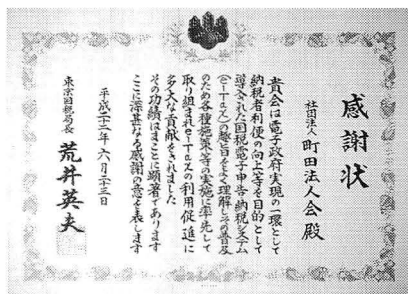 感謝状
社団法人 町田法人会 殿
貴会は電子政府実現の一環として
納税者利便の向上等を目的として
導入された国税電子申告・納税システム
(e-Tax)の趣旨をよく理解しその普及
のため各種施策等の実施に率先して
取り組まれe-Taxの利用促進に
多大な貢献をされました
その功績はまことに顕著であります
ここに深甚なる感謝の意を表します
平成二十二年六月二十三日
東京国税局長 荒井英夫